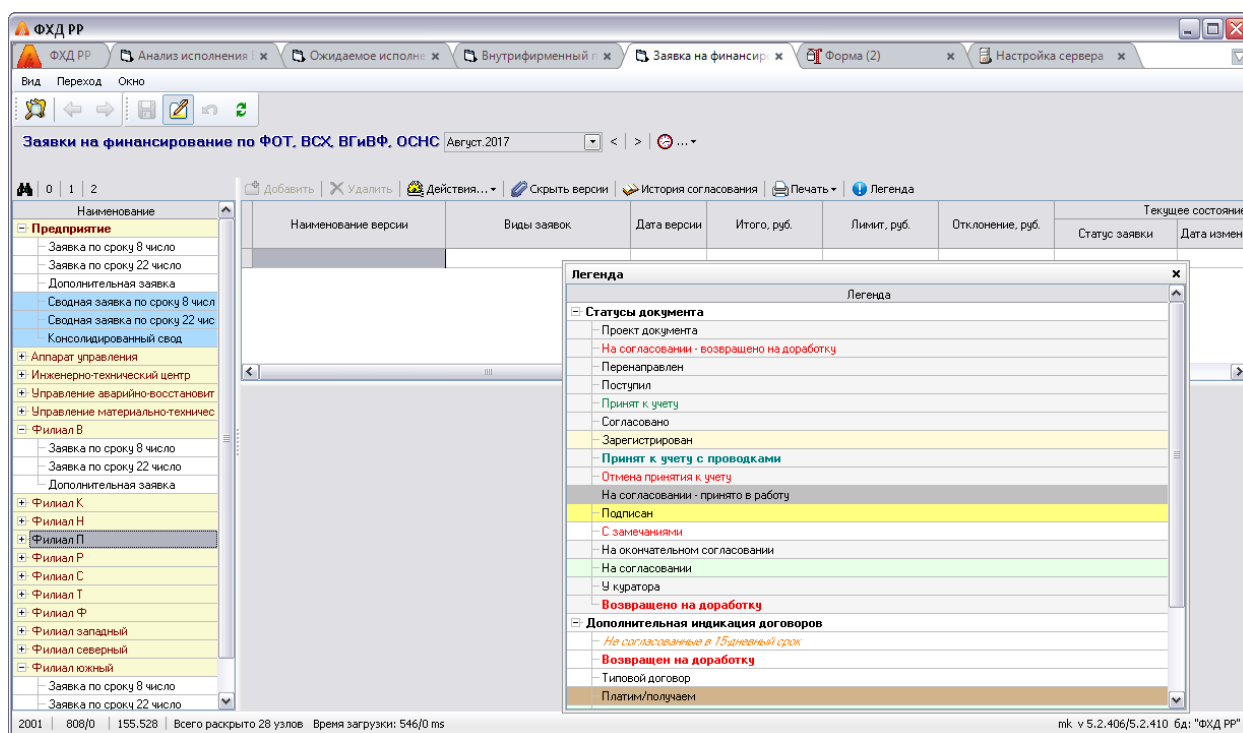 ФХД РР
ФХД РР Анализ исполнения Ожидаемое исполне Внутрифирменный п Заявка на финансир Форма (2) Настройка сервера
Вид Переход Окно
Заявки на финансирование по ФОТ, ВСХ, ВГиВФ, ОСНС Август.2017 < > ...
0 1 2 Добавить Удалить Действия... Скрыть версии История согласования Печать Легенда
Наименование
Предприятие
Заявка по сроку 8 число
Заявка по сроку 22 число
Дополнительная заявка
Сводная заявка по сроку 8 числ
Сводная заявка по сроку 22 чис
Консолидированный свод
Аппарат управления
Инженерно-технический центр
Управление аварийно-восстановит
Управление материально-техничес
Филиал В
Заявка по сроку 8 число
Заявка по сроку 22 число
Дополнительная заявка
Филиал К
Филиал Н
Филиал П
Филиал Р
Филиал С
Филиал Т
Филиал Ф
Филиал западный
Филиал северный
Филиал южный
Заявка по сроку 8 число
Заявка по сроку 22 число
Наименование версии Виды заявок Дата версии Итого, руб. Лимит, руб. Отклонение, руб. Текущее состояние
Статус заявки Дата измен
Легенда
Легенда
Статусы документа
Проект документа
На согласовании - возвращено на доработку
Перенаправлен
Поступил
Принят к учету
Согласовано
Зарегистрирован
Принят к учету с проводками
Отмена принятия к учету
На согласовании - принято в работу
Подписан
С замечаниями
На окончательном согласовании
На согласовании
У куратора
Возвращено на доработку
Дополнительная индикация договоров
Не согласованные в 15-дневный срок
Возвращен на доработку
Типовой договор
Платим/получаем
2001 808/0 155.528 Всего раскрыто 28 узлов Время загрузки: 546/0 ms mk v 5.2.406/5.2.410 бд: "ФХД РР"